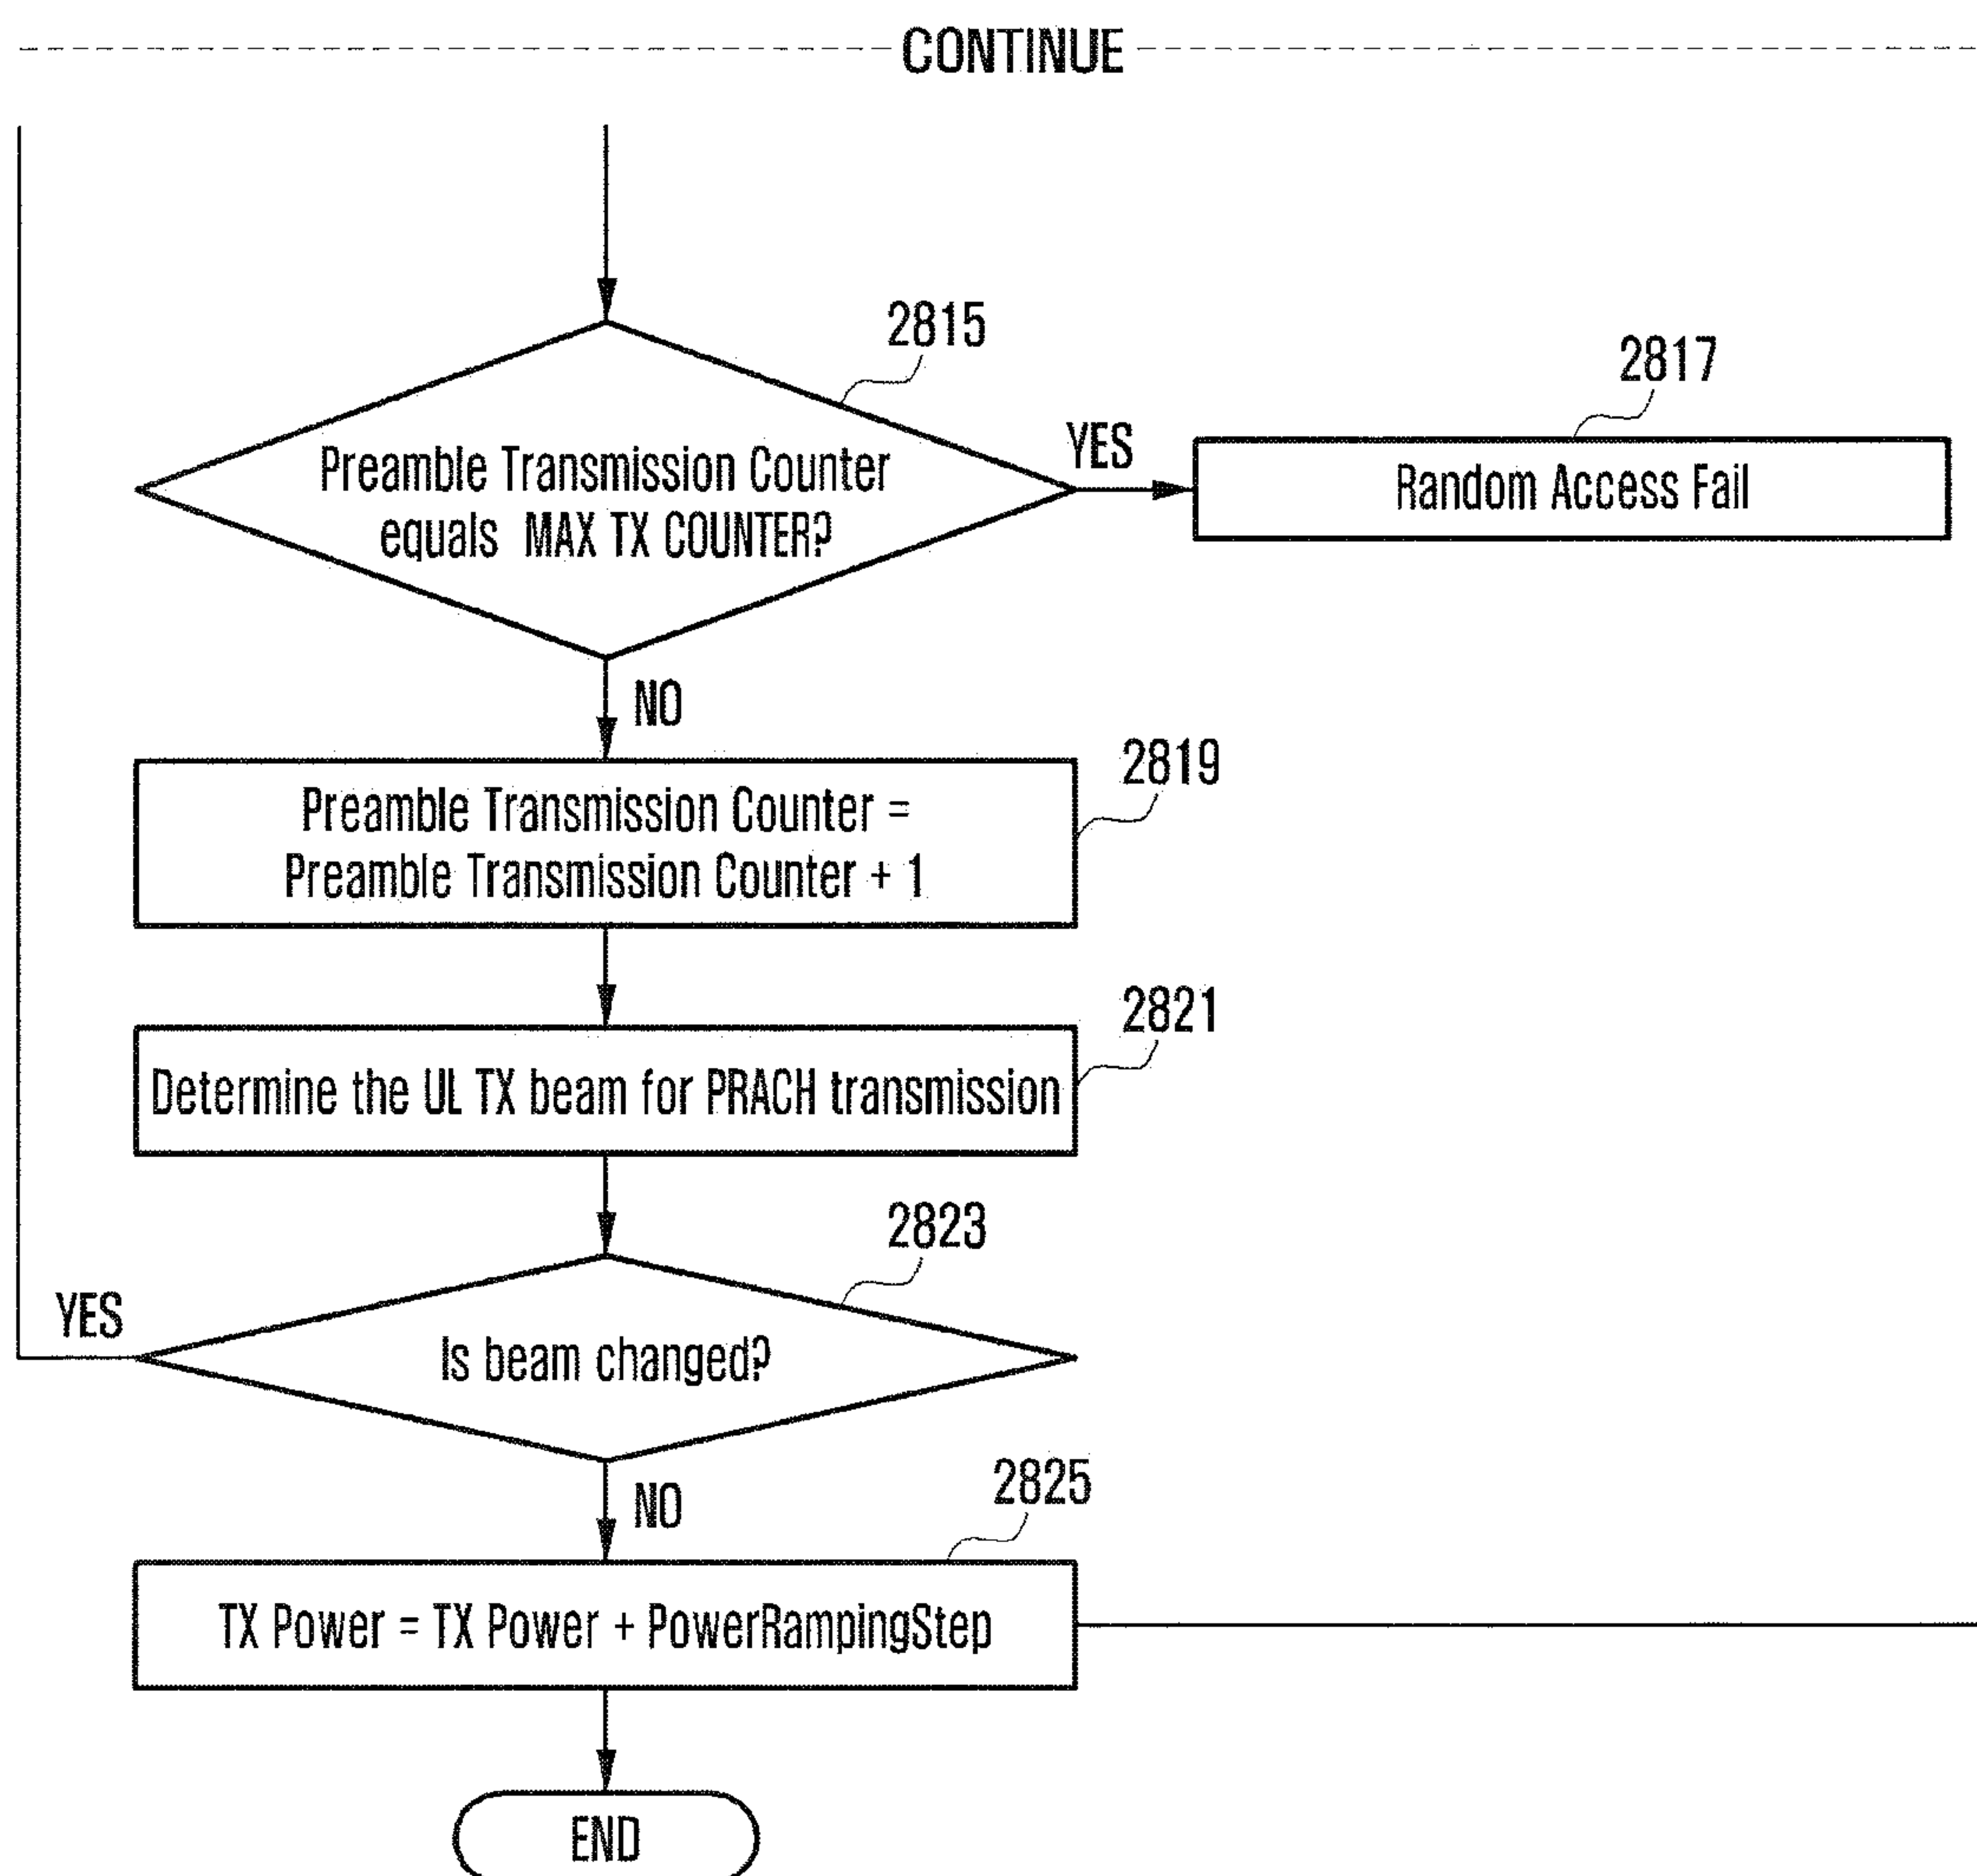 CONTINUE
2815
2817
Preamble Transmission Counter
equals MAX TX COUNTER?
YES
Random Access Fail
NO
2819
Preamble Transmission Counter =
Preamble Transmission Counter + 1
2821
Determine the UL TX beam for PRACH transmission
2823
YES
Is beam changed?
NO
2825
TX Power = TX Power + PowerRampingStep
END